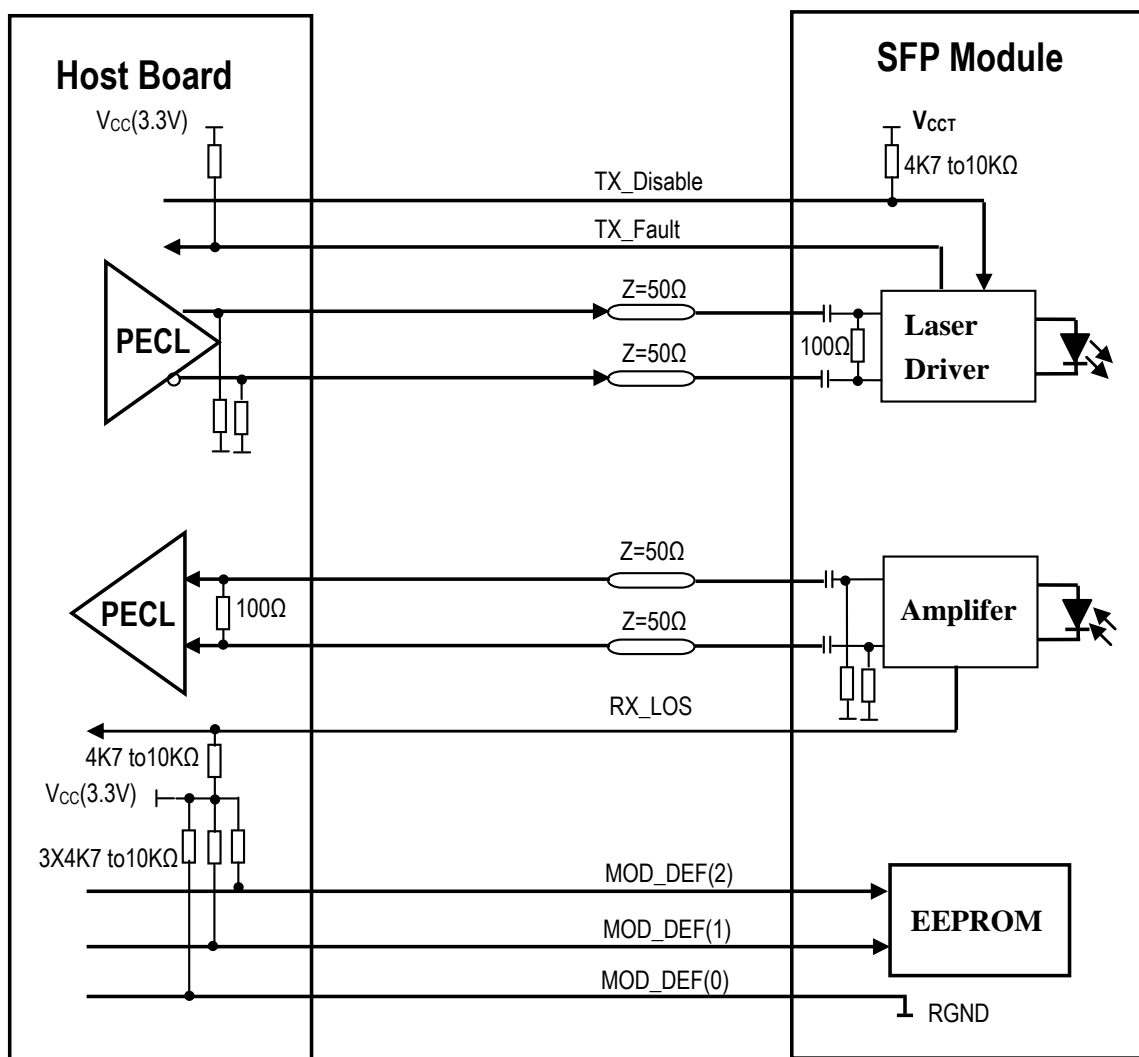 Host Board
SFP Module
VCC(3.3V)
VCCT
4K7 to10KΩ
TX_Disable
TX_Fault
PECL
Z=50Ω
Z=50Ω
100Ω
Laser
Driver
PECL
100Ω
Z=50Ω
Z=50Ω
Amplifer
RX_LOS
4K7 to10KΩ
VCC(3.3V)
3X4K7 to10KΩ
MOD_DEF(2)
MOD_DEF(1)
MOD_DEF(0)
EEPROM
RGND